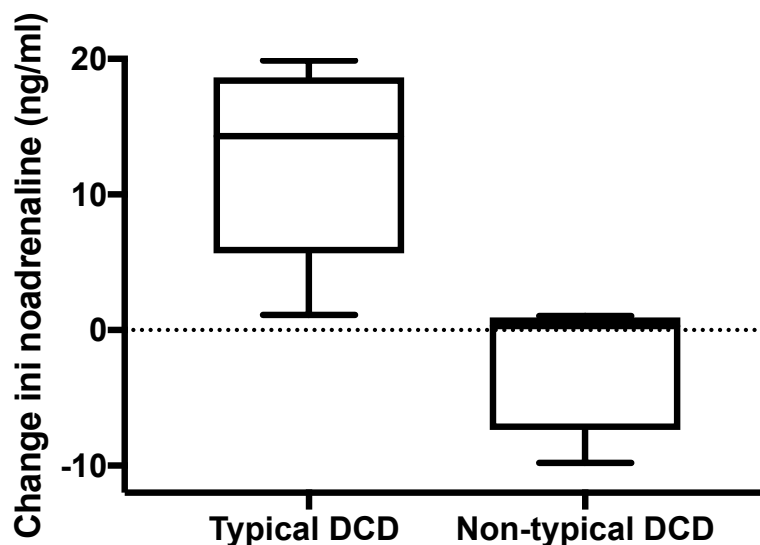 Change ini noadrenaline (ng/ml)
20
10
0
-10
Typical DCD
Non-typical DCD